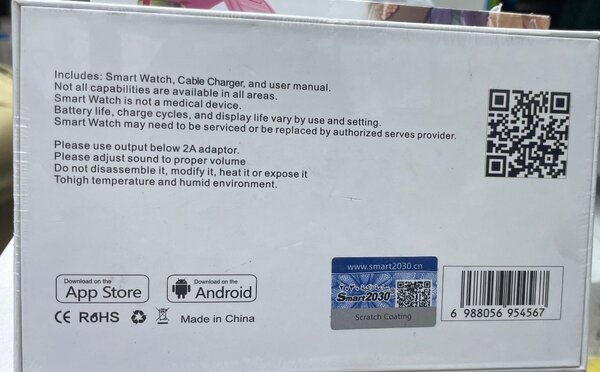 Includes: Smart Watch, Cable Charger, and user manual.
Not all capabilities are available in all areas.
Smart Watch is not a medical device.
Battery life, charge cycles, and display life vary by use and setting.
Smart Watch may need to be serviced or be replaced by authorized serves provider.
Please use output below 2A adaptor.
Please adjust sound to proper volume
Do not disassemble it, modify it, heat it or expose it
Tohigh temperature and humid environment.
www.smart2030.cn
Smart2030
Scratch Coating
Download on the
App Store
Download on the
Android
CE RoHS
Made in China
6 988056 954567